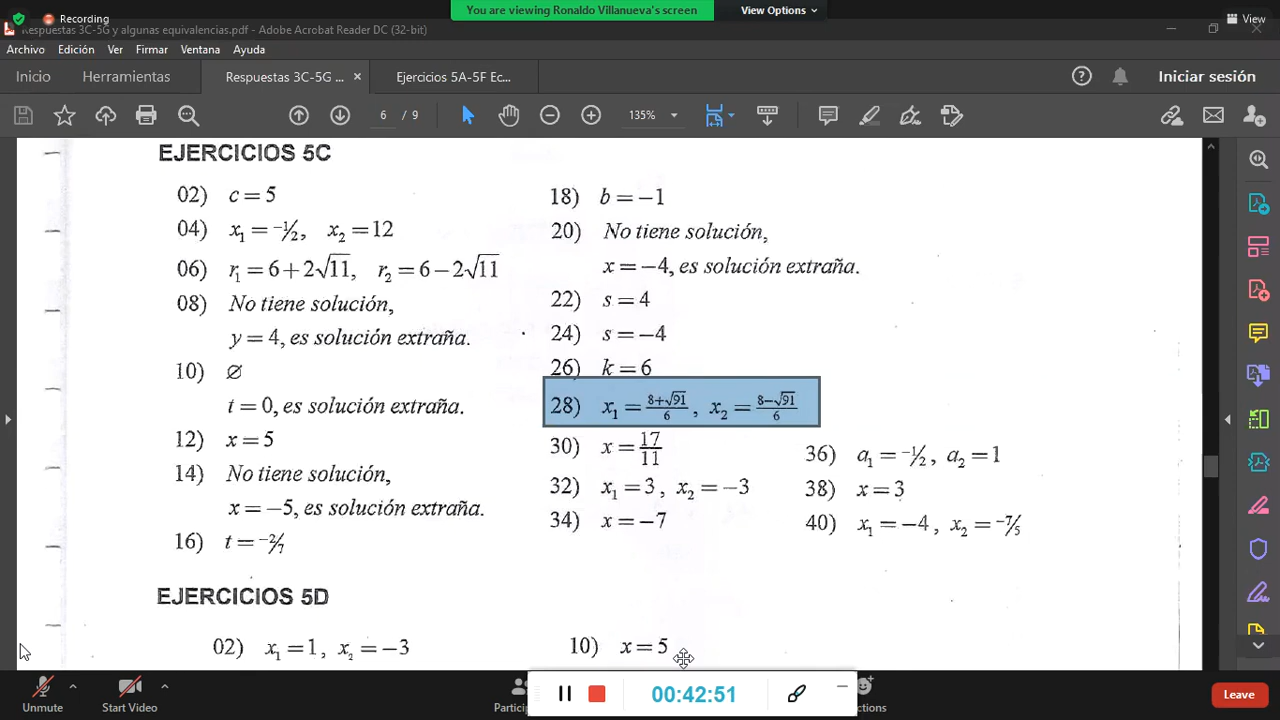 Recording
You are viewing Ronaldo Villanueva's screen
View Options
View
Respuestas 3C-5G y algunas equivalencias.pdf - Adobe Acrobat Reader DC (32-bit)
Archivo Edición Ver Firmar Ventana Ayuda
Inicio Herramientas Respuestas 3C-5G ... × Ejercicios 5A-5F Ec... Iniciar sesión
6 / 9 135%
EJERCICIOS 5C
02) c = 5
04) x₁ = ⁻½, x₂ = 12
06) r₁ = 6 + 2√11, r₂ = 6 − 2√11
08) No tiene solución,
y = 4, es solución extraña.
10) ∅
t = 0, es solución extraña.
12) x = 5
14) No tiene solución,
x = −5, es solución extraña.
16) t = ⁻²⁄₇
18) b = −1
20) No tiene solución,
x = −4, es solución extraña.
22) s = 4
24) s = −4
26) k = 6
28) x₁ = (8+√91)/6, x₂ = (8−√91)/6
30) x = 17/11
32) x₁ = 3, x₂ = −3
34) x = −7
36) a₁ = ⁻½, a₂ = 1
38) x = 3
40) x₁ = −4, x₂ = ⁻⁷⁄₅
EJERCICIOS 5D
02) x₁ = 1, x₂ = −3
10) x = 5
00:42:51
Unmute Start Video Particip ctions Leave